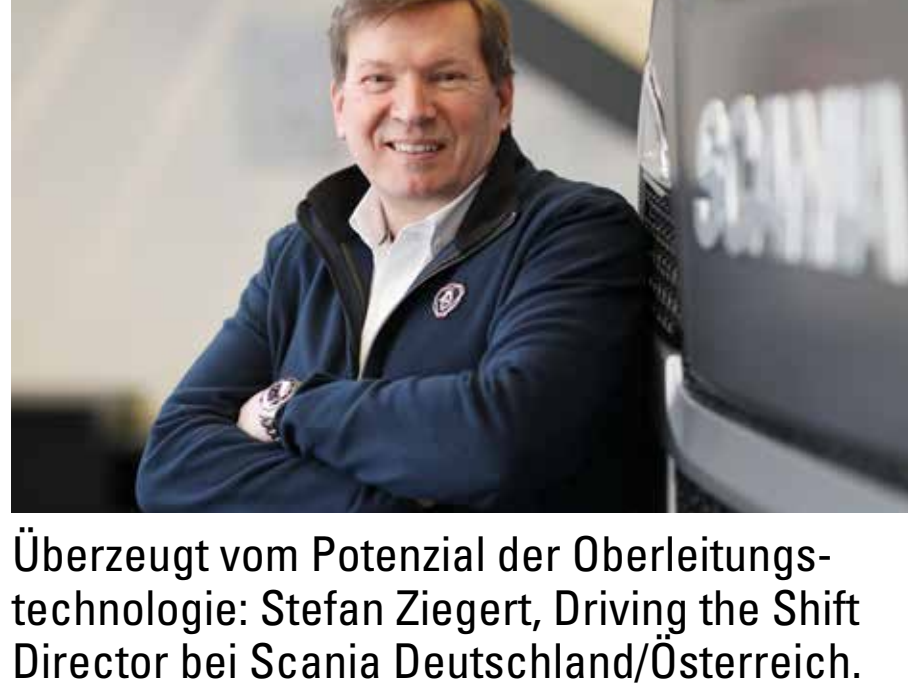 SCANIA
Überzeugt vom Potenzial der Oberleitungs-
technologie: Stefan Ziegert, Driving the Shift
Director bei Scania Deutschland/Österreich.